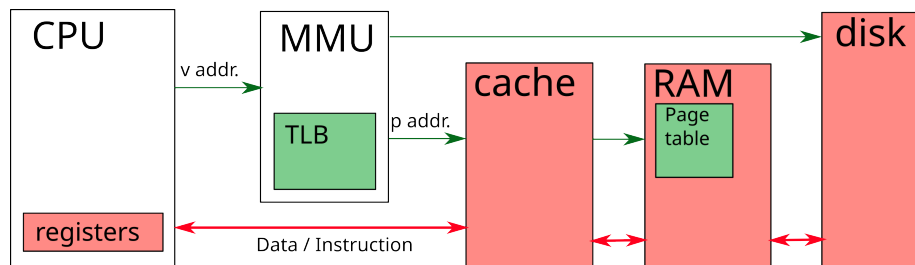 CPU
MMU
disk
v addr.
cache
RAM
p addr.
Page
table
TLB
registers
Data / Instruction